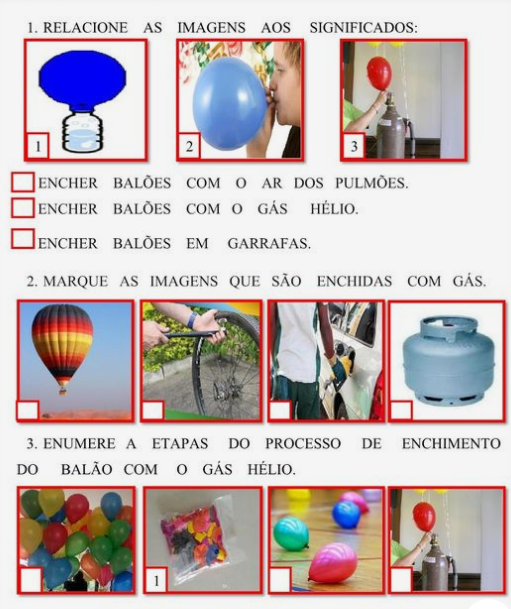 1. RELACIONE AS IMAGENS AOS SIGNIFICADOS:
1 2 3
ENCHER BALÕES COM O AR DOS PULMÕES.
ENCHER BALÕES COM O GÁS HÉLIO.
ENCHER BALÕES EM GARRAFAS.
2. MARQUE AS IMAGENS QUE SÃO ENCHIDAS COM GÁS.
3. ENUMERE A ETAPAS DO PROCESSO DE ENCHIMENTO
DO BALÃO COM O GÁS HÉLIO.
1